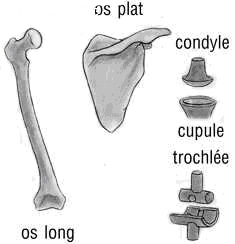 os plat
condyle
cupule
trochlée
os long